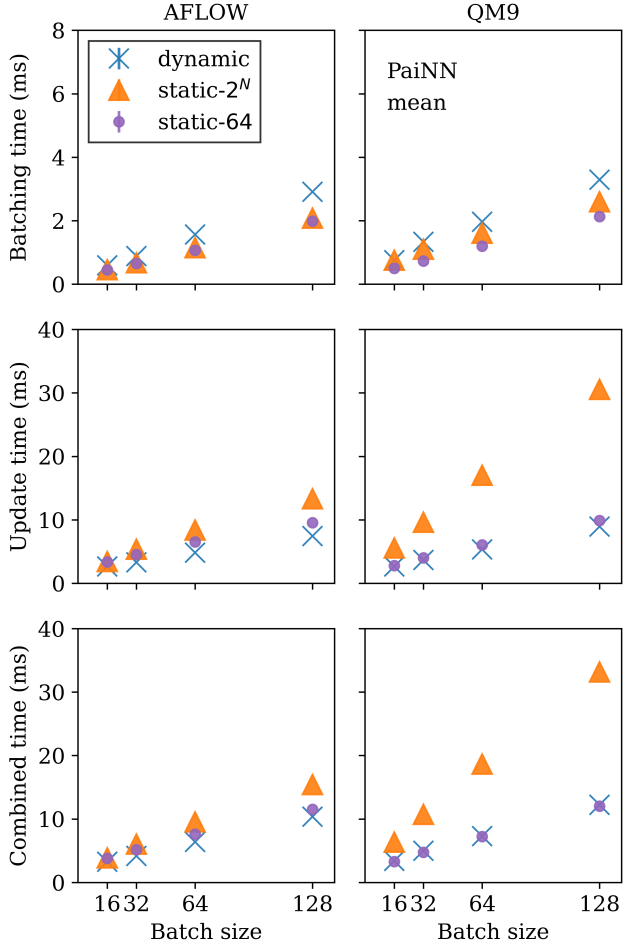 AFLOW
QM9
Batching time (ms)
8
6
4
2
0
dynamic
static-2^N
static-64
PaiNN
mean
Update time (ms)
40
30
20
10
0
Combined time (ms)
40
30
20
10
0
16 32 64 128
16 32 64 128
Batch size
Batch size